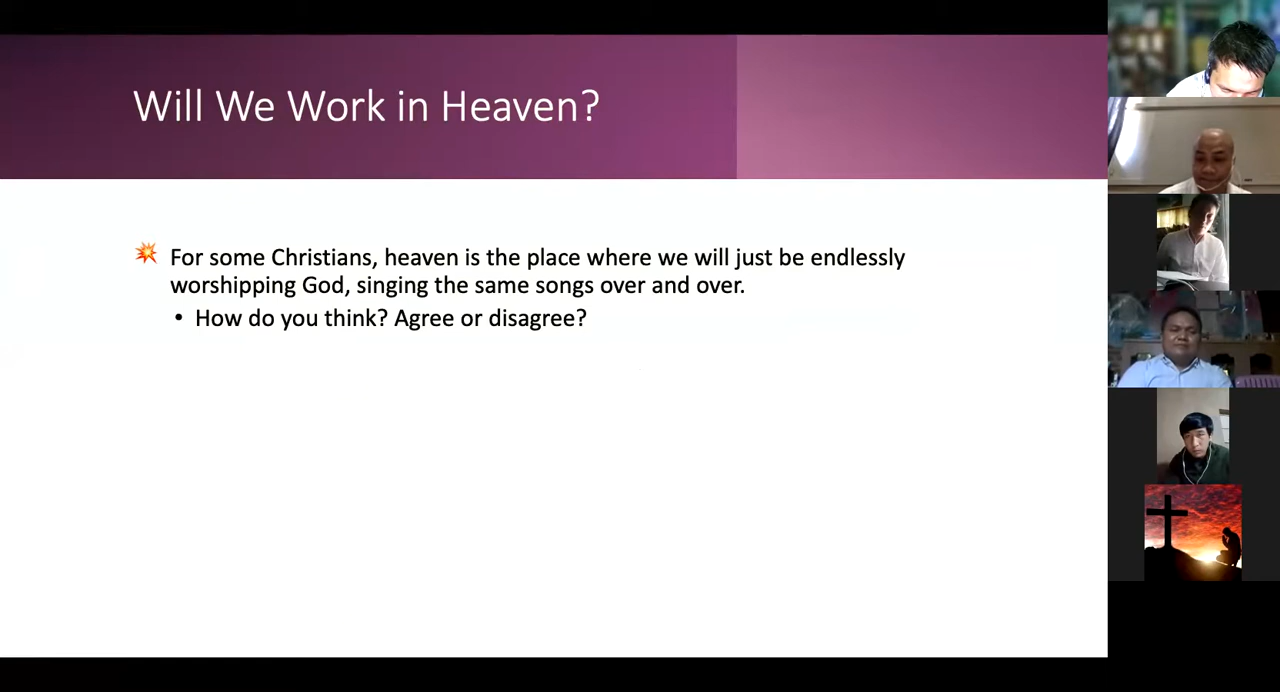 Will We Work in Heaven?
For some Christians, heaven is the place where we will just be endlessly
worshipping God, singing the same songs over and over.
• How do you think? Agree or disagree?